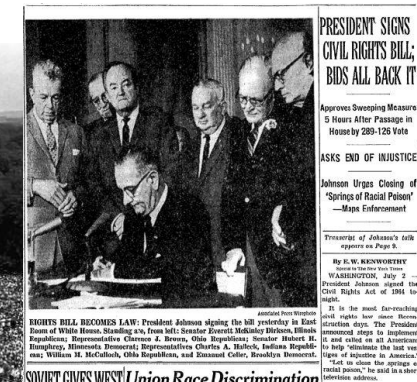 PRESIDENT SIGNS
CIVIL RIGHTS BILL;
BIDS ALL BACK IT
Approves Sweeping Measure
5 Hours After Passage in
House by 289-126 Vote
ASKS END OF INJUSTICE
Johnson Urges Closing of
'Springs of Racial Poison'
—Maps Enforcement
Transcript of Johnson's talk
appears on Page 9.
By E. W. KENWORTHY
Special to The New York Times
WASHINGTON, July 2 —
President Johnson signed the
Civil Rights Act of 1964 to-
night.
It is the most far-reaching
civil rights law since Recon-
struction days. The President
announced steps to implement
it and called on all Americans
to help "eliminate the last ves-
tiges of injustice in America."
"Let us close the springs of
racial poison," he said in a short
television address.
Associated Press Wirephoto
RIGHTS BILL BECOMES LAW: President Johnson signing the bill yesterday in East
Room of White House. Standing are, from left: Senator Everett McKinley Dirksen, Illinois
Republican; Representative Clarence J. Brown, Ohio Republican; Senator Hubert H.
Humphrey, Minnesota Democrat; Representatives Charles A. Halleck, Indiana Republi-
can; William M. McCulloch, Ohio Republican, and Emanuel Celler, Brooklyn Democrat.
SOVIET GIVES WEST
Union Race Discrimination